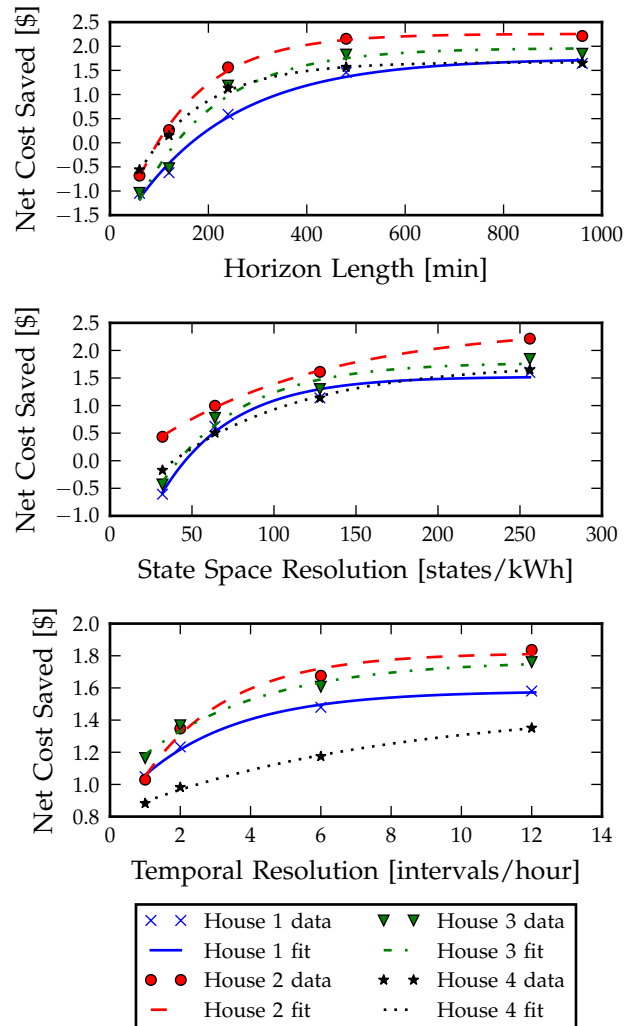 Net Cost Saved [$]
2.5
2.0
1.5
1.0
0.5
0.0
−0.5
−1.0
−1.5
0 200 400 600 800 1000
Horizon Length [min]
Net Cost Saved [$]
2.5
2.0
1.5
1.0
0.5
0.0
−0.5
−1.0
0 50 100 150 200 250 300
State Space Resolution [states/kWh]
Net Cost Saved [$]
2.0
1.8
1.6
1.4
1.2
1.0
0.8
0 2 4 6 8 10 12 14
Temporal Resolution [intervals/hour]
House 1 data House 3 data
House 1 fit House 3 fit
House 2 data House 4 data
House 2 fit House 4 fit